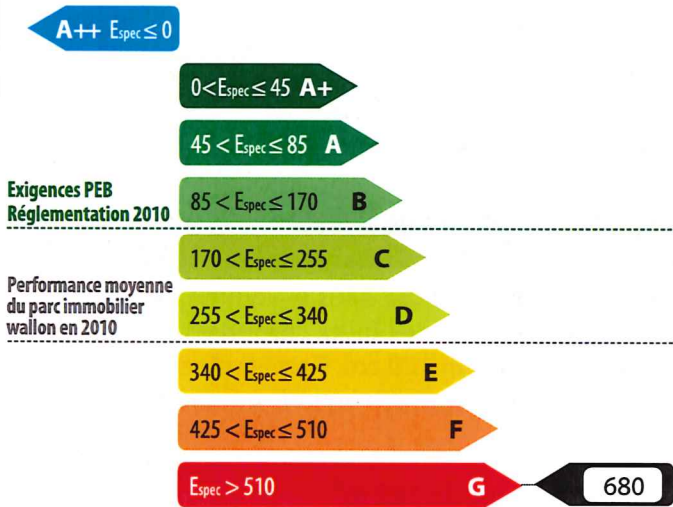 A++ Espec ≤ 0
0<Espec ≤ 45 A+
45 < Espec ≤ 85 A
Exigences PEB
Réglementation 2010
85 < Espec ≤ 170 B
170 < Espec ≤ 255 C
Performance moyenne
du parc immobilier
wallon en 2010
255 < Espec ≤ 340 D
340 < Espec ≤ 425 E
425 < Espec ≤ 510 F
Espec > 510 G 680